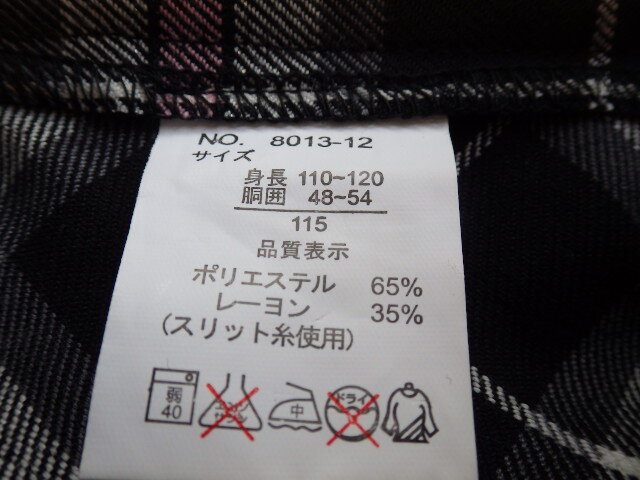 NO. 8013-12
サイズ
身長 110~120
胴囲 48~54
115
品質表示
ポリエステル 65%
レーヨン 35%
(スリット糸使用)
弱
40
中
ドライ